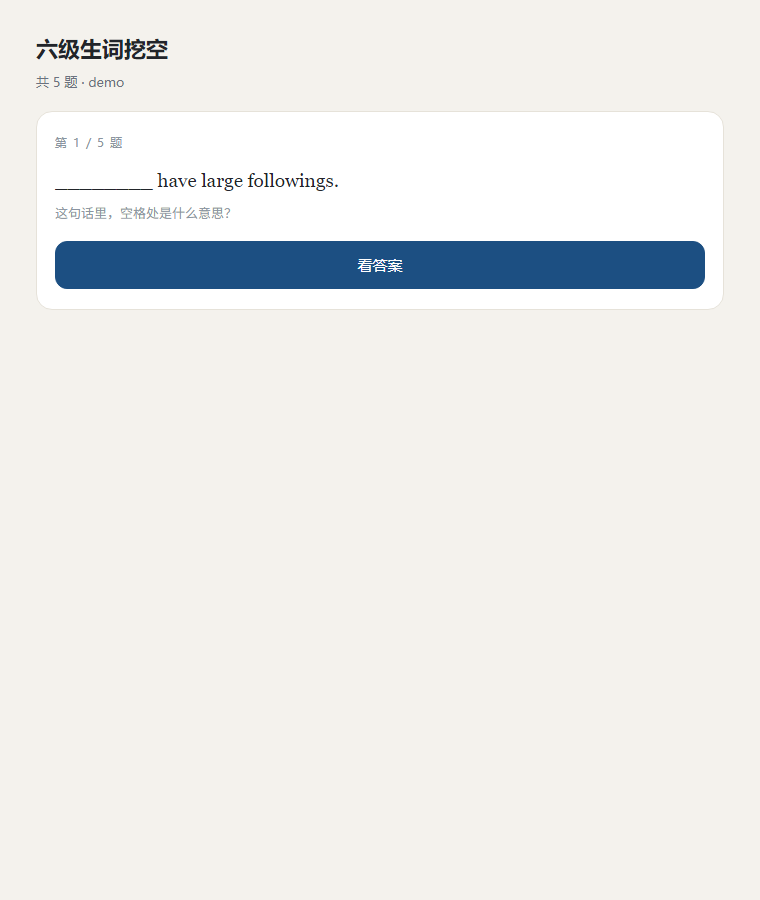 六级生词挖空
共 5 题 · demo
第 1 / 5 题
________ have large followings.
这句话里，空格处是什么意思？
看答案